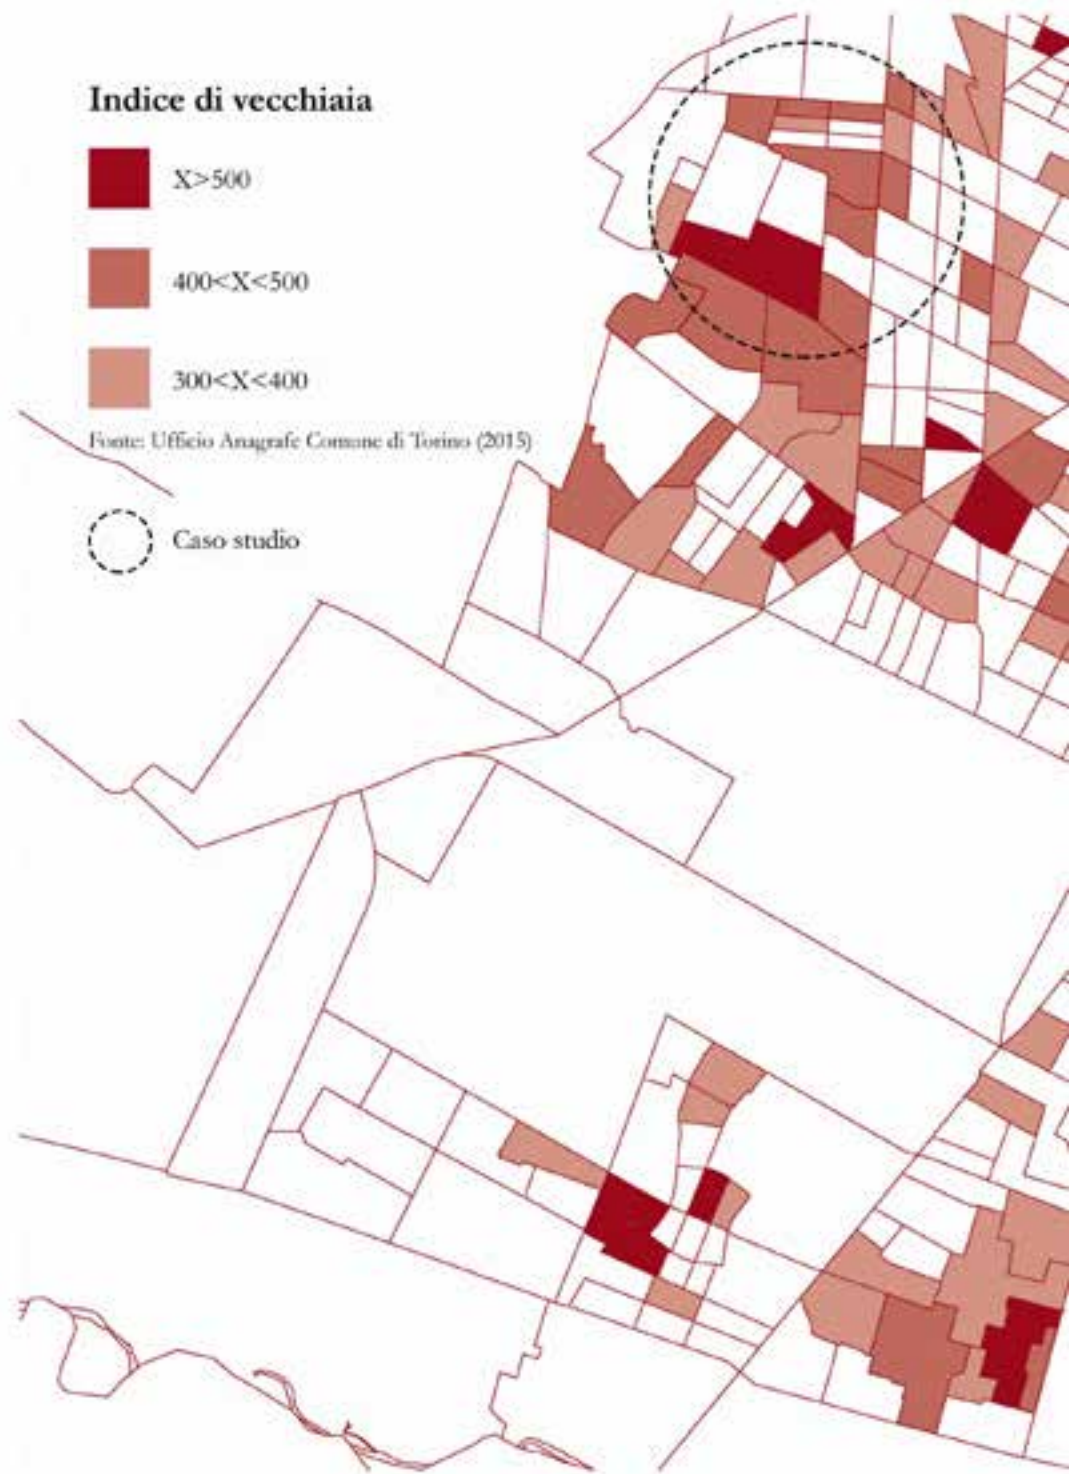 Indice di vecchiaia
X>500
400<X<500
300<X<400
Fonte: Ufficio Anagrafe Comune di Torino (2015)
Caso studio